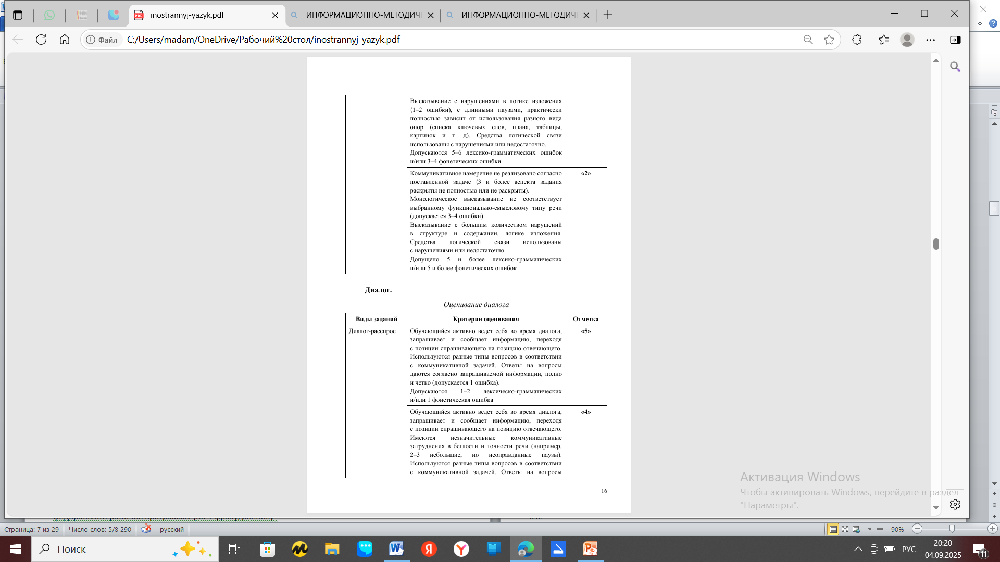 inostrannyj-yazyk.pdf
ИНФОРМАЦИОННО-МЕТОДИЧ
ИНФОРМАЦИОННО-МЕТОДИЧ
Файл
C:/Users/madam/OneDrive/Рабочий%20стол/inostrannyj-yazyk.pdf
Высказывание с нарушениями в логике изложения
(1–2 ошибки), с длинными паузами, практически
полностью зависит от использования разного вида
опор (списка ключевых слов, плана, таблицы,
картинок и т. д). Средства логической связи
использованы с нарушениями или недостаточно.
Допускаются 5–6 лексико-грамматических ошибок
и/или 3–4 фонетических ошибки
Коммуникативное намерение не реализовано согласно
поставленной задаче (3 и более аспекта задания
раскрыты не полностью или не раскрыты).
Монологическое высказывание не соответствует
выбранному функционально-смысловому типу речи
(допускается 3–4 ошибки).
Высказывание с большим количеством нарушений
в структуре и содержании, логике изложения.
Средства логической связи использованы
с нарушениями или недостаточно.
Допущено 5 и более лексико-грамматических
и/или 5 и более фонетических ошибок
«2»
Диалог.
Оценивание диалога
Виды заданий
Критерии оценивания
Отметка
Диалог-расспрос
Обучающийся активно ведет себя во время диалога,
запрашивает и сообщает информацию, переходя
с позиции спрашивающего на позицию отвечающего.
Используются разные типы вопросов в соответствии
с коммуникативной задачей. Ответы на вопросы
даются согласно запрашиваемой информации, полно
и четко (допускается 1 ошибка).
Допускаются 1–2 лексическо-грамматических
и/или 1 фонетическая ошибка
«5»
Обучающийся активно ведет себя во время диалога,
запрашивает и сообщает информацию, переходя
с позиции спрашивающего на позицию отвечающего.
Имеются незначительные коммуникативные
затруднения в беглости и точности речи (например,
2–3 небольшие, но неоправданные паузы).
Используются разные типы вопросов в соответствии
с коммуникативной задачей. Ответы на вопросы
«4»
16
Активация Windows
Чтобы активировать Windows, перейдите в раздел
"Параметры".
Страница: 7 из 29
Число слов: 5/8 290
русский
90%
Поиск
РУС
20:20
04.09.2025
11